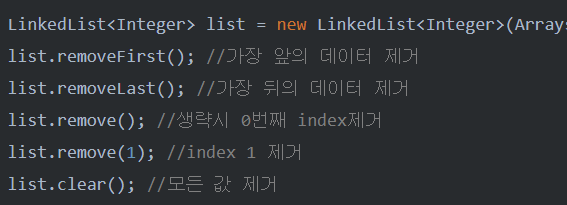 LinkedList<Integer> list = new LinkedList<Integer>(Arrays
list.removeFirst(); //가장 앞의 데이터 제거
list.removeLast(); //가장 뒤의 데이터 제거
list.remove(); //생략시 0번째 index제거
list.remove(1); //index 1 제거
list.clear(); //모든 값 제거